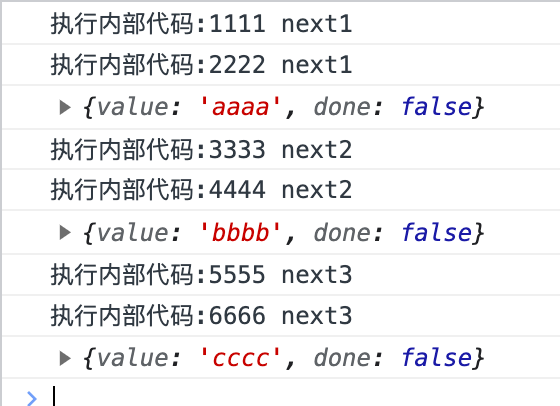 执行内部代码:1111 next1
执行内部代码:2222 next1
{value: 'aaaa', done: false}
执行内部代码:3333 next2
执行内部代码:4444 next2
{value: 'bbbb', done: false}
执行内部代码:5555 next3
执行内部代码:6666 next3
{value: 'cccc', done: false}